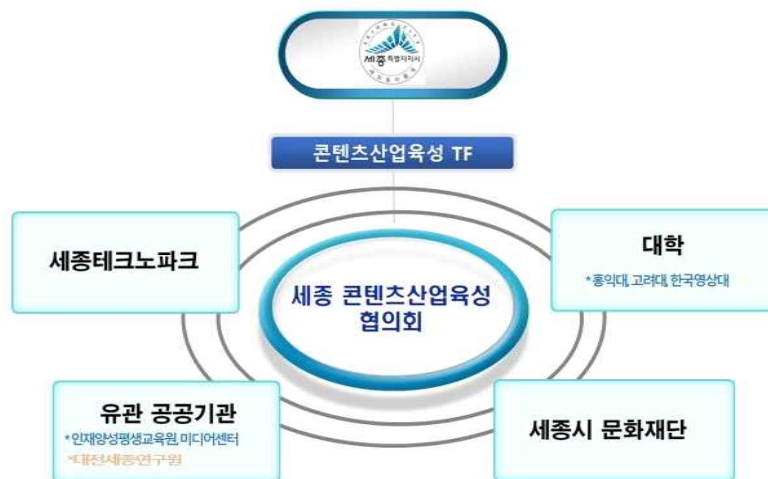 세종특별자치시
콘텐츠산업육성 TF
세종테크노파크
대학
*홍익대, 고려대, 한국영상대
세종 콘텐츠산업육성
협의회
유관 공공기관
*인재양성평생교육원, 미디어센터
*대전세종연구원
세종시 문화재단